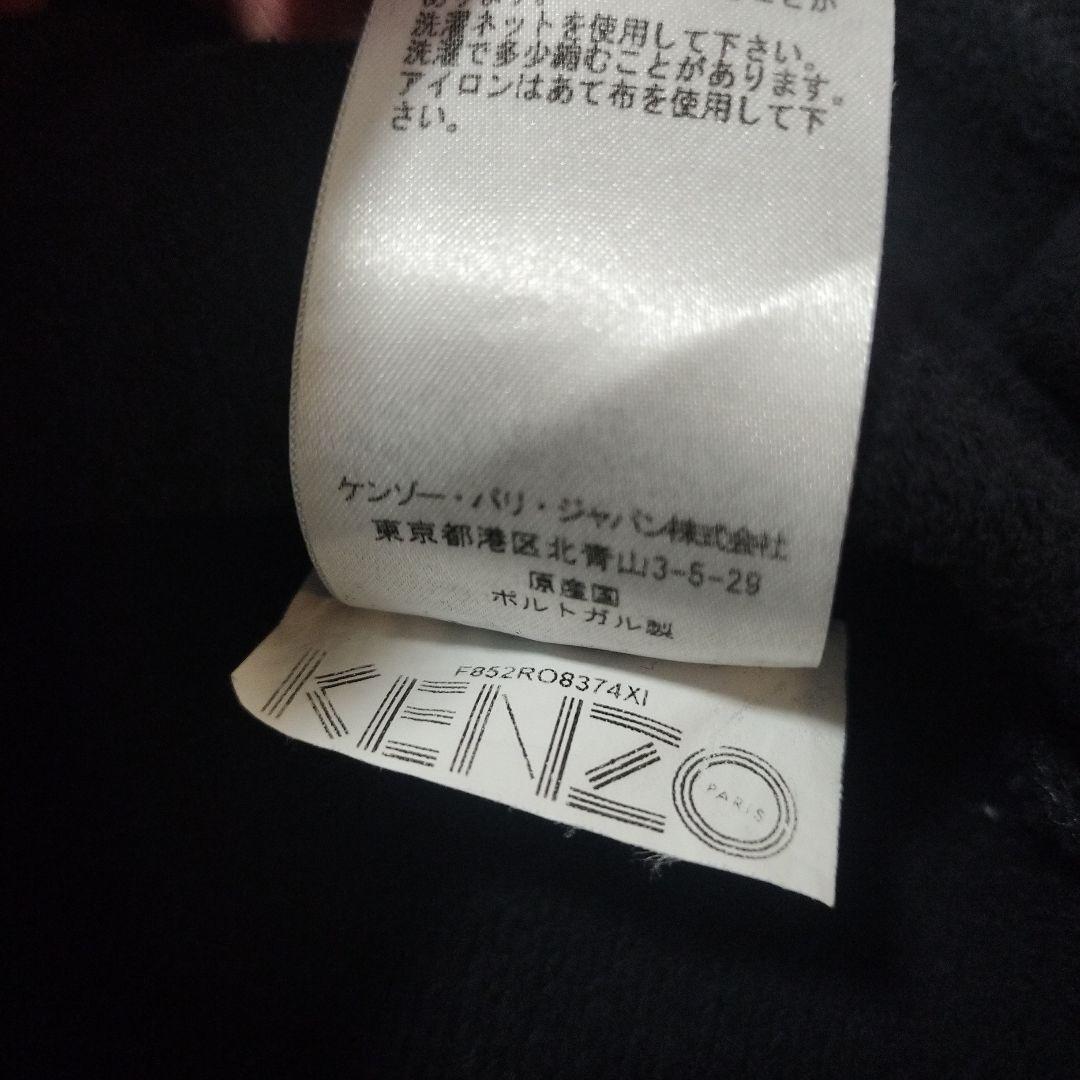 あります。
洗濯ネットを使用して下さい。
洗濯で多少縮むことがあります。
アイロンはあて布を使用して下
さい。
ケンゾー・パリ・ジャパン株式会社
東京都港区北青山3-5-29
原産国
ポルトガル製
F852RO8374XI
KENZO
PARIS